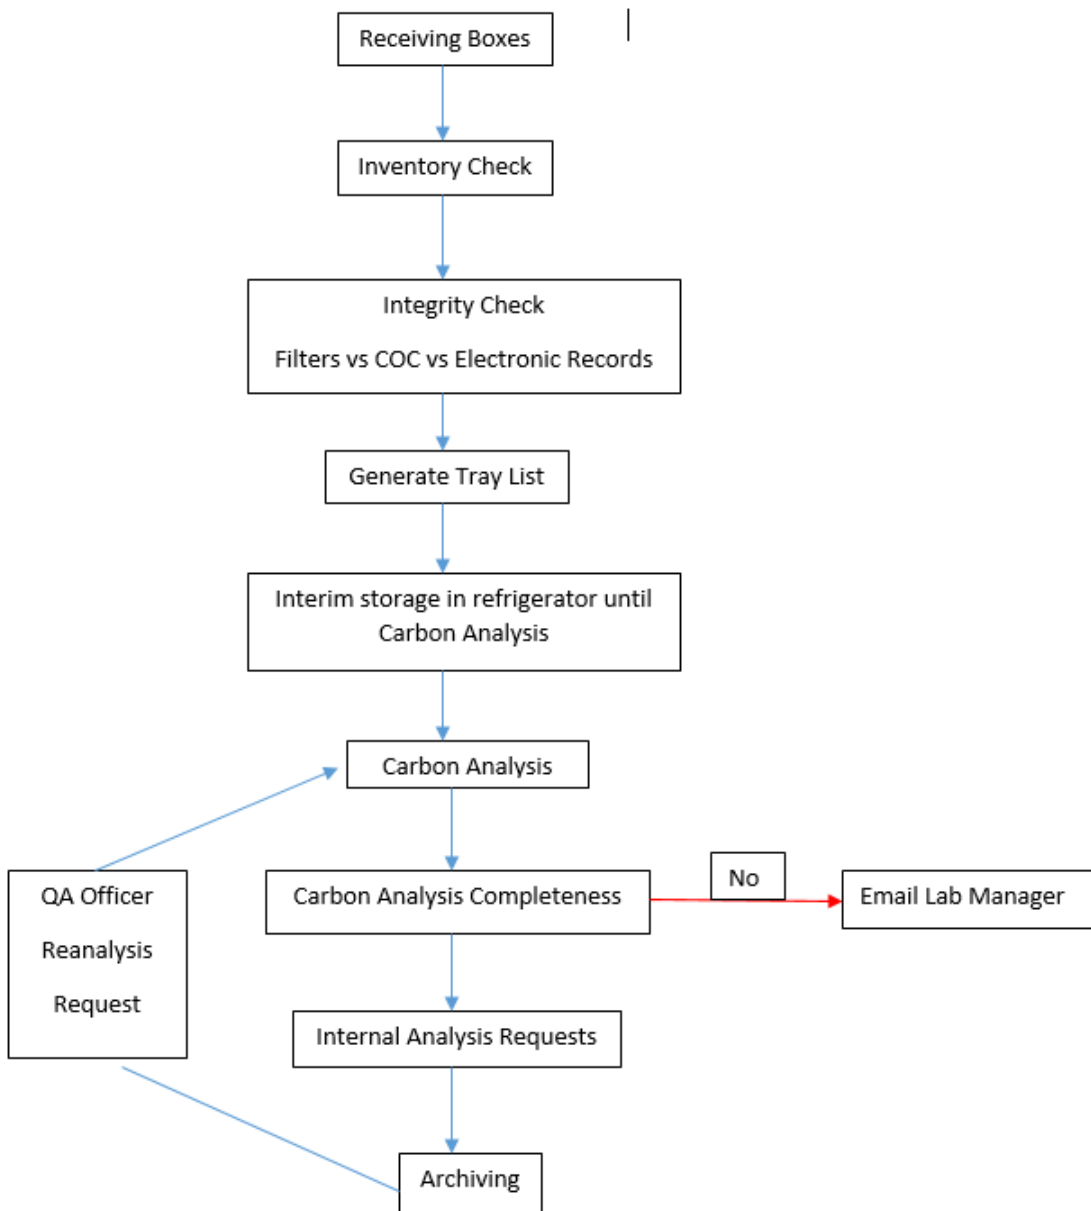 Receiving Boxes
Inventory Check
Integrity Check
Filters vs COC vs Electronic Records
Generate Tray List
Interim storage in refrigerator until
Carbon Analysis
Carbon Analysis
QA Officer
Reanalysis
Request
Carbon Analysis Completeness
No
Email Lab Manager
Internal Analysis Requests
Archiving